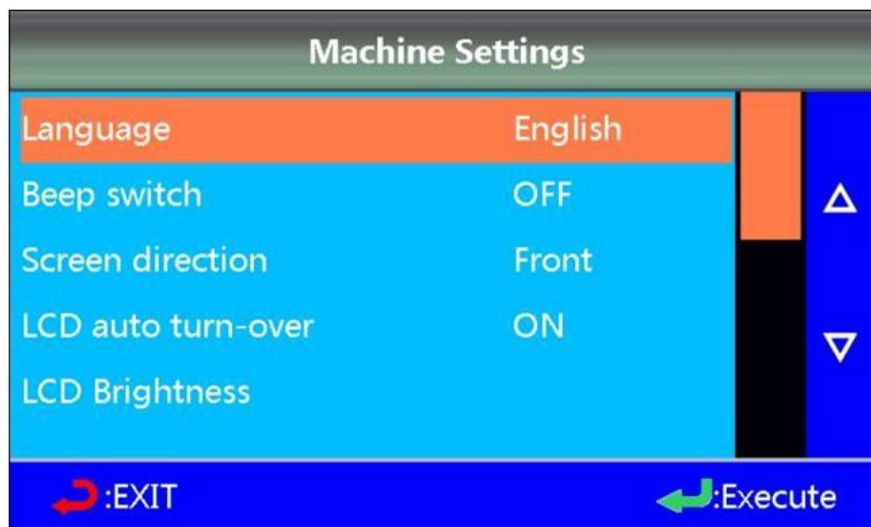 Machine Settings
Language English
Beep switch OFF
Screen direction Front
LCD auto turn-over ON
LCD Brightness
:EXIT :Execute